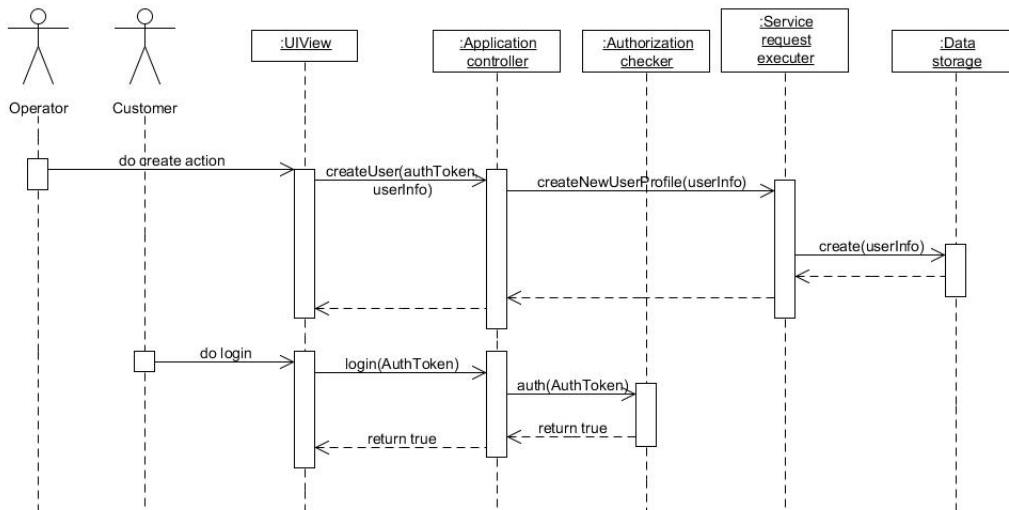 :Service
:UIView
:Application
:Authorization
request
:Data
controller
checker
executer
storage
Operator
Customer
do create action
createUser(authToken,
userInfo)
createNewUserProfile(userInfo)
create(userInfo)
do login
login(AuthToken)
auth(AuthToken)
return true
return true